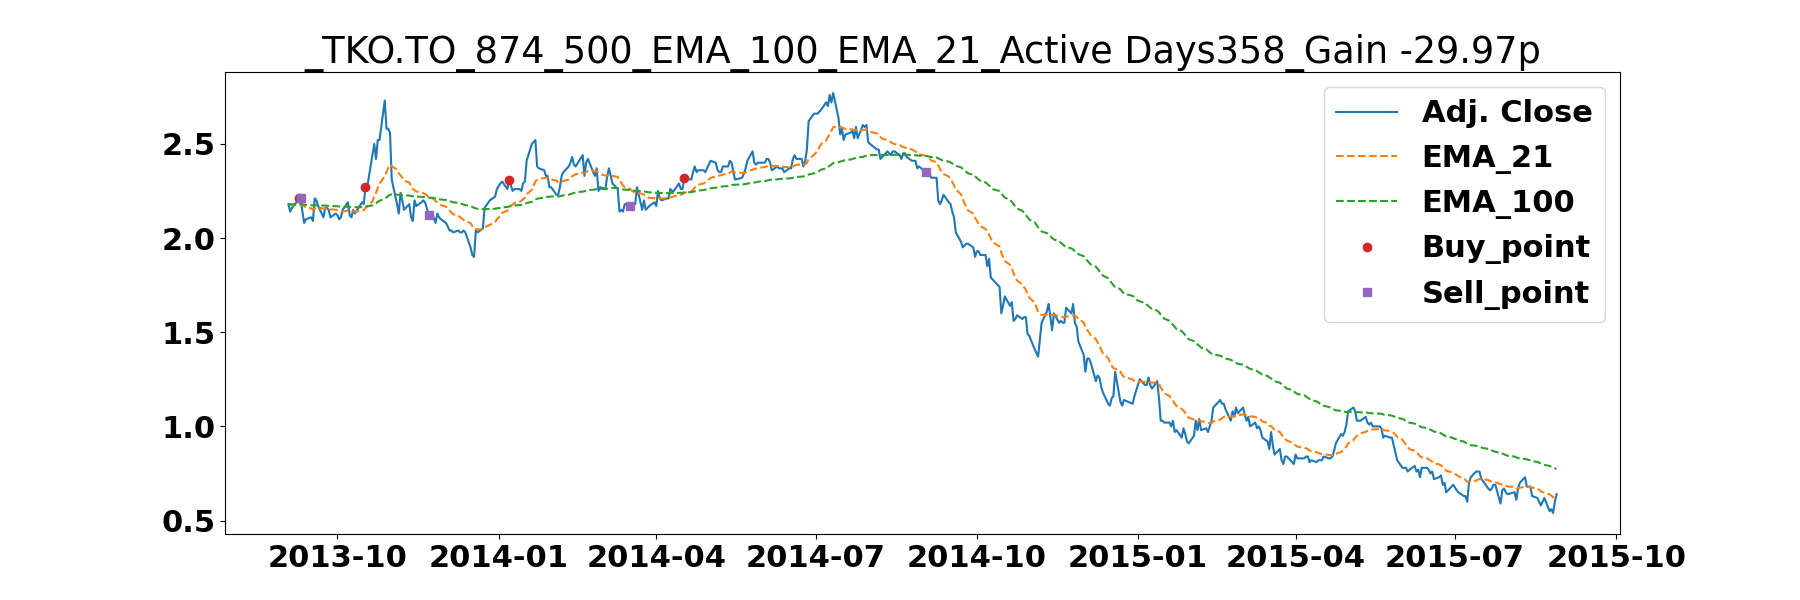 _TKO.TO_874_500_EMA_100_EMA_21_Active Days358_Gain -29.97p
Adj. Close
EMA_21
EMA_100
Buy_point
Sell_point
2.5
2.0
1.5
1.0
0.5
2013-10 2014-01 2014-04 2014-07 2014-10 2015-01 2015-04 2015-07 2015-10